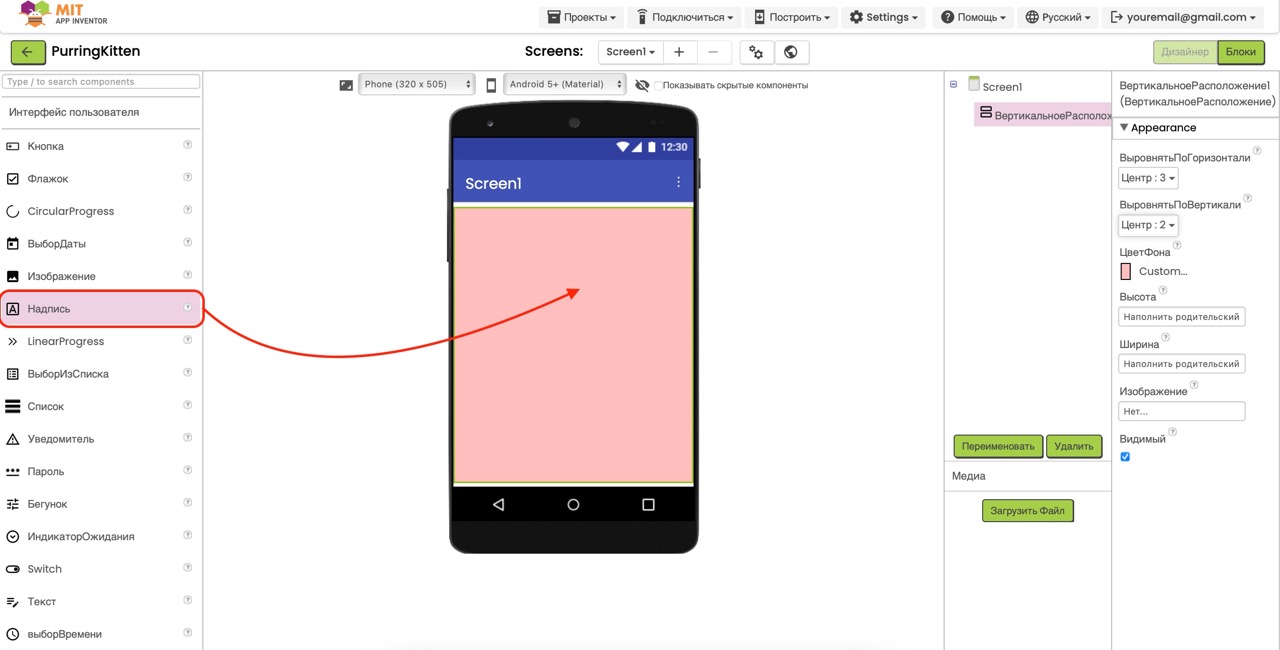 MIT
APP INVENTOR
Проекты
Подключиться
Построить
Settings
Помощь
Русский
youremail@gmail.com
PurringKitten
Screens:
Screen1
Дизайнер
Блоки
Type / to search components
Phone (320 x 505)
Android 5+ (Material)
Показывать скрытые компоненты
Интерфейс пользователя
Кнопка
Флажок
CircularProgress
ВыборДаты
Изображение
Надпись
LinearProgress
ВыборИзСписка
Список
Уведомитель
Пароль
Бегунок
ИндикаторОжидания
Switch
Текст
выборВремени
12:30
Screen1
Screen1
ВертикальноеРасполож
Переименовать
Удалить
Медиа
Загрузить Файл
ВертикальноеРасположение1
(ВертикальноеРасположение)
Appearance
ВыровнятьПоГоризонтали
Центр : 3
ВыровнятьПоВертикали
Центр : 2
ЦветФона
Custom...
Высота
Наполнить родительский
Ширина
Наполнить родительский
Изображение
Нет...
Видимый